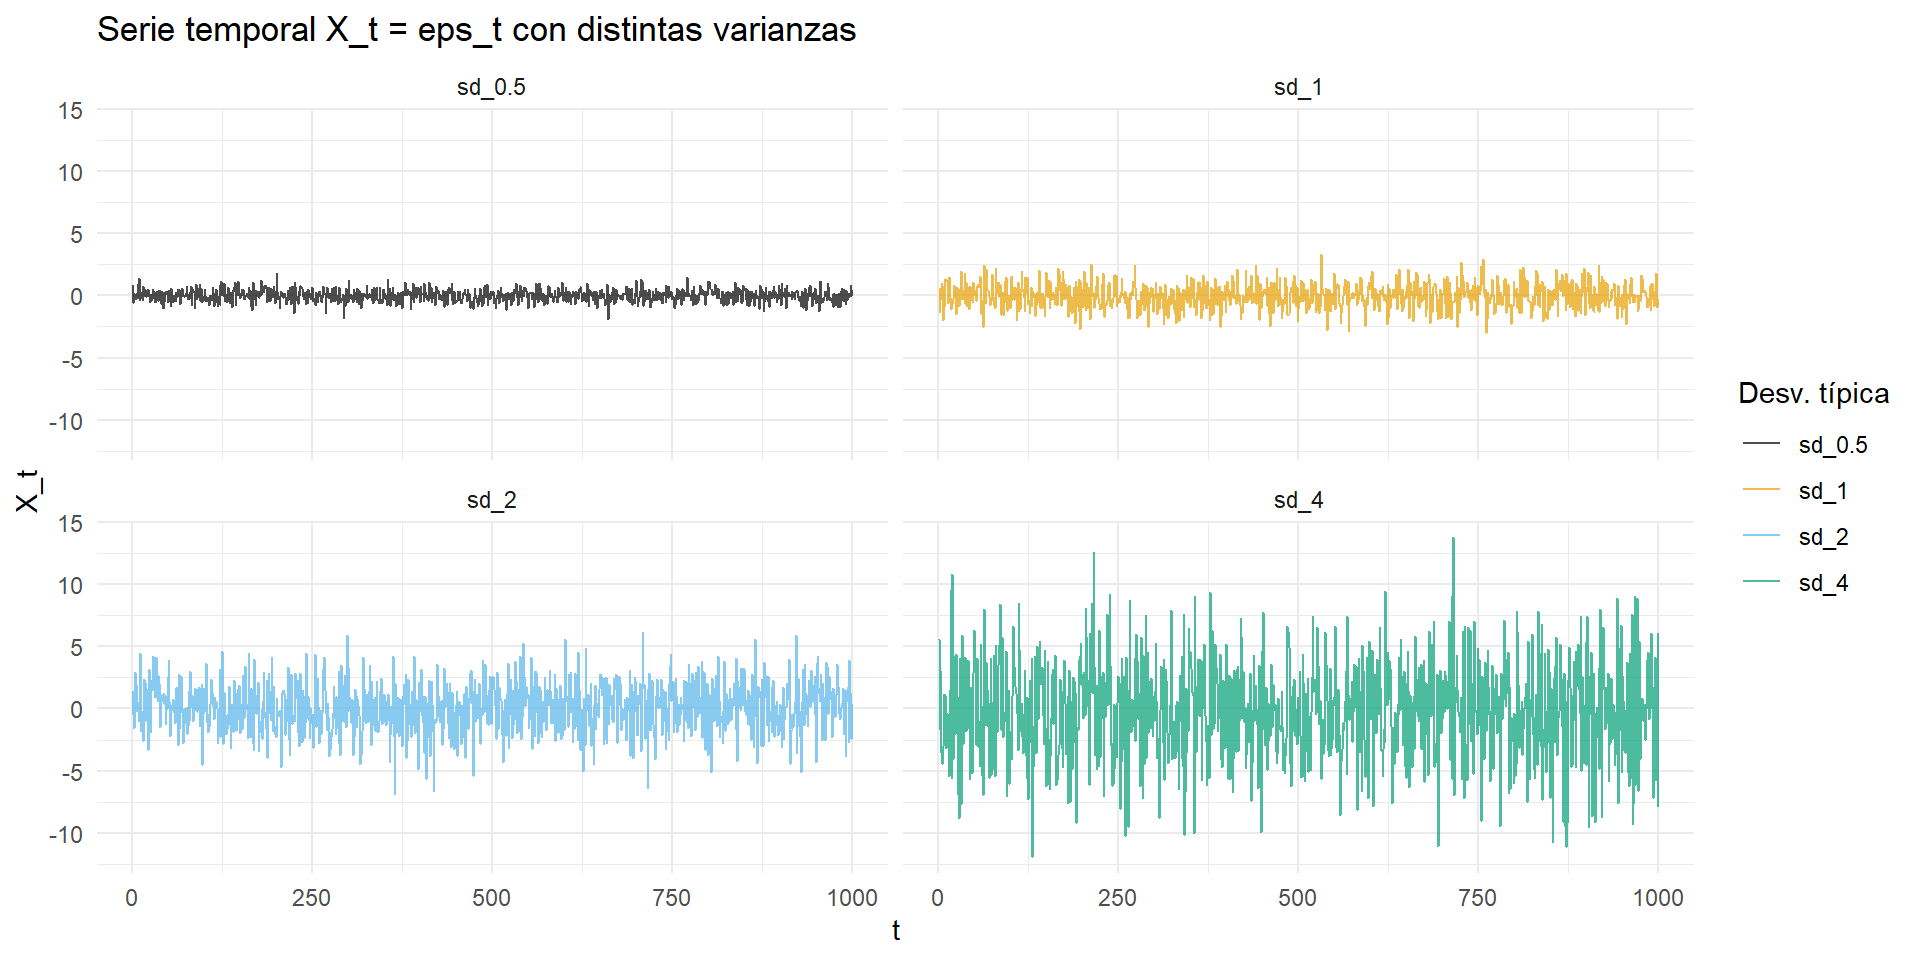 Serie temporal X_t = eps_t con distintas varianzas
sd_0.5
sd_1
15
10
5
0
-5
-10
X_t
sd_2
sd_4
15
10
5
0
-5
-10
0
250
500
750
1000
0
250
500
750
1000
t
Desv. típica
sd_0.5
sd_1
sd_2
sd_4